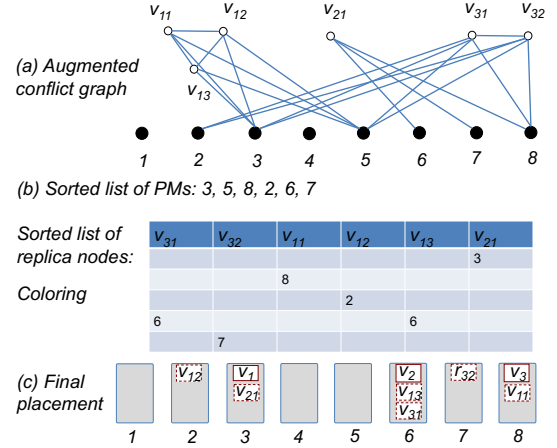 v11 v12 v21 v31 v32
(a) Augmented
conflict graph
v13
1 2 3 4 5 6 7 8
(b) Sorted list of PMs: 3, 5, 8, 2, 6, 7
Sorted list of
replica nodes:
v31 v32 v11 v12 v13 v21
3
Coloring
8
2
6 6
7
(c) Final
placement
v12 v1 v2 r32 v3
v21 v13 v11
v31
1 2 3 4 5 6 7 8